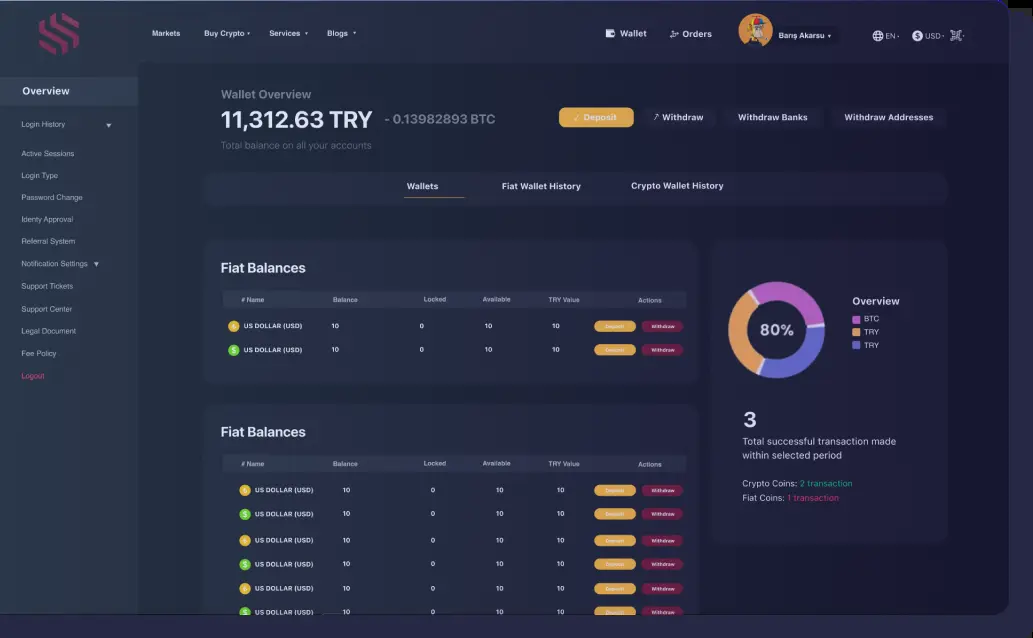 Markets Buy Crypto Services Blogs Wallet Orders Barış Akarsu EN USD
Overview
Login History
Active Sessions
Login Type
Password Change
Identy Approval
Referral System
Notification Settings
Support Tickets
Support Center
Legal Document
Fee Policy
Logout
Wallet Overview
11,312.63 TRY - 0.13982893 BTC
Total balance on all your accounts
Deposit Withdraw Withdraw Banks Withdraw Addresses
Wallets Fiat Wallet History Crypto Wallet History
Fiat Balances
# Name Balance Locked Available TRY Value Actions
US DOLLAR (USD) 10 0 10 10 Deposit Withdraw
$ US DOLLAR (USD) 10 0 10 10 Deposit Withdraw
Fiat Balances
# Name Balance Locked Available TRY Value Actions
US DOLLAR (USD) 10 0 10 10 Deposit Withdraw
$ US DOLLAR (USD) 10 0 10 10 Deposit Withdraw
US DOLLAR (USD) 10 0 10 10 Deposit Withdraw
$ US DOLLAR (USD) 10 0 10 10 Deposit Withdraw
US DOLLAR (USD) 10 0 10 10 Deposit Withdraw
$ US DOLLAR (USD) 10 0 10 10 Deposit Withdraw
80%
Overview
BTC
TRY
TRY
3
Total successful transaction made
within selected period
Crypto Coins: 2 transaction
Fiat Coins: 1 transaction